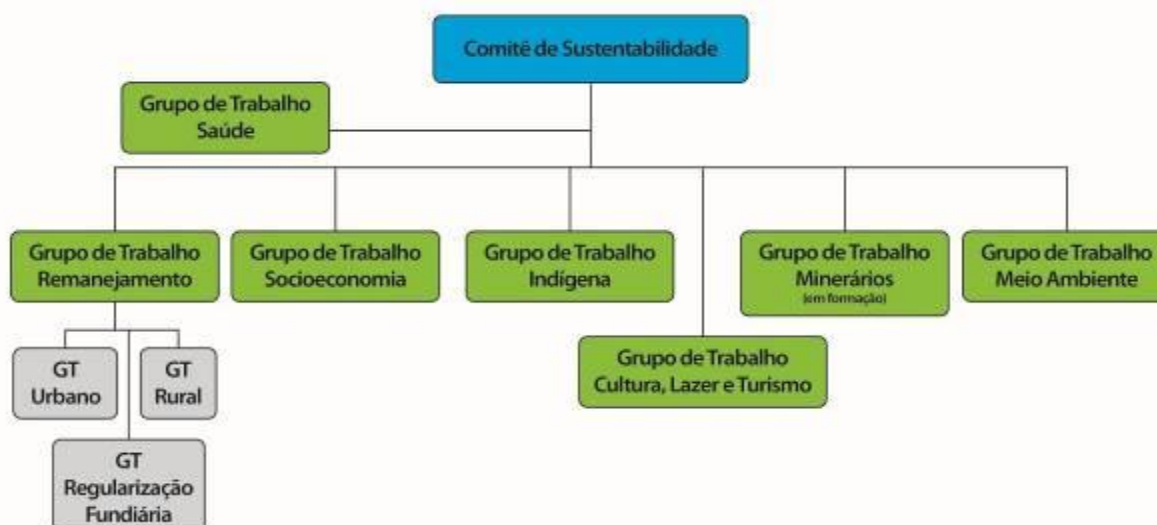 Comitê de Sustentabilidade
Grupo de Trabalho
Saúde
Grupo de Trabalho
Remanejamento
Grupo de Trabalho
Socioeconomia
Grupo de Trabalho
Indígena
Grupo de Trabalho
Minerários
(em formação)
Grupo de Trabalho
Meio Ambiente
Grupo de Trabalho
Cultura, Lazer e Turismo
GT
Urbano
GT
Rural
GT
Regularização
Fundiária